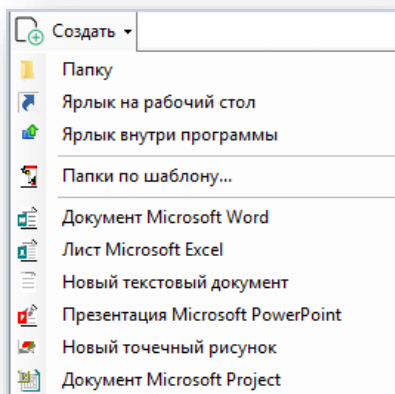 Создать
Папку
Ярлык на рабочий стол
Ярлык внутри программы
Папки по шаблону...
Документ Microsoft Word
Лист Microsoft Excel
Новый текстовый документ
Презентация Microsoft PowerPoint
Новый точечный рисунок
Документ Microsoft Project